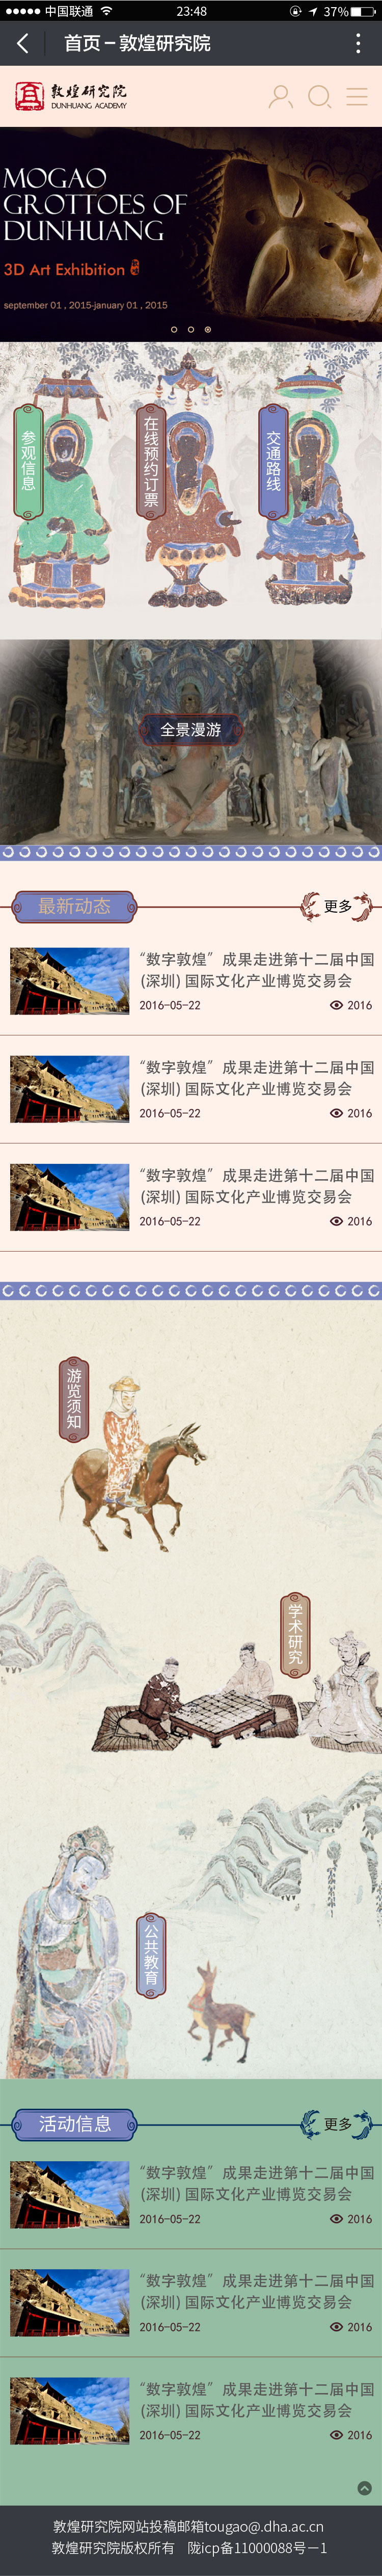 中国联通
23:48
37%
首页－敦煌研究院
敦煌研究院
DUNHUANG ACADEMY
MOGAO
GROTTOES OF
DUNHUANG
3D Art Exhibition
september 01 , 2015-january 01 , 2015
参观信息
在线预约订票
交通路线
全景漫游
最新动态
更多
“数字敦煌”成果走进第十二届中国
(深圳) 国际文化产业博览交易会
2016-05-22
2016
“数字敦煌”成果走进第十二届中国
(深圳) 国际文化产业博览交易会
2016-05-22
2016
“数字敦煌”成果走进第十二届中国
(深圳) 国际文化产业博览交易会
2016-05-22
2016
游览须知
学术研究
公共教育
活动信息
更多
“数字敦煌”成果走进第十二届中国
(深圳) 国际文化产业博览交易会
2016-05-22
2016
“数字敦煌”成果走进第十二届中国
(深圳) 国际文化产业博览交易会
2016-05-22
2016
“数字敦煌”成果走进第十二届中国
(深圳) 国际文化产业博览交易会
2016-05-22
2016
敦煌研究院网站投稿邮箱tougao@.dha.ac.cn
敦煌研究院版权所有 陇icp备11000088号－1